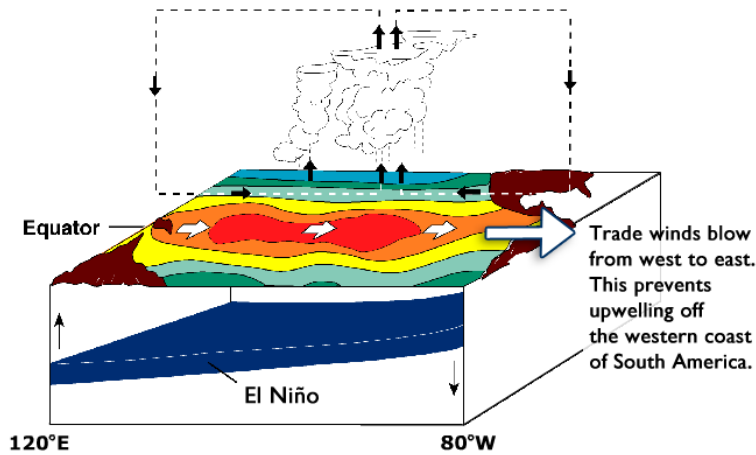 Equator
Trade winds blow
from west to east.
This prevents
upwelling off
the western coast
of South America.
El Niño
120°E
80°W